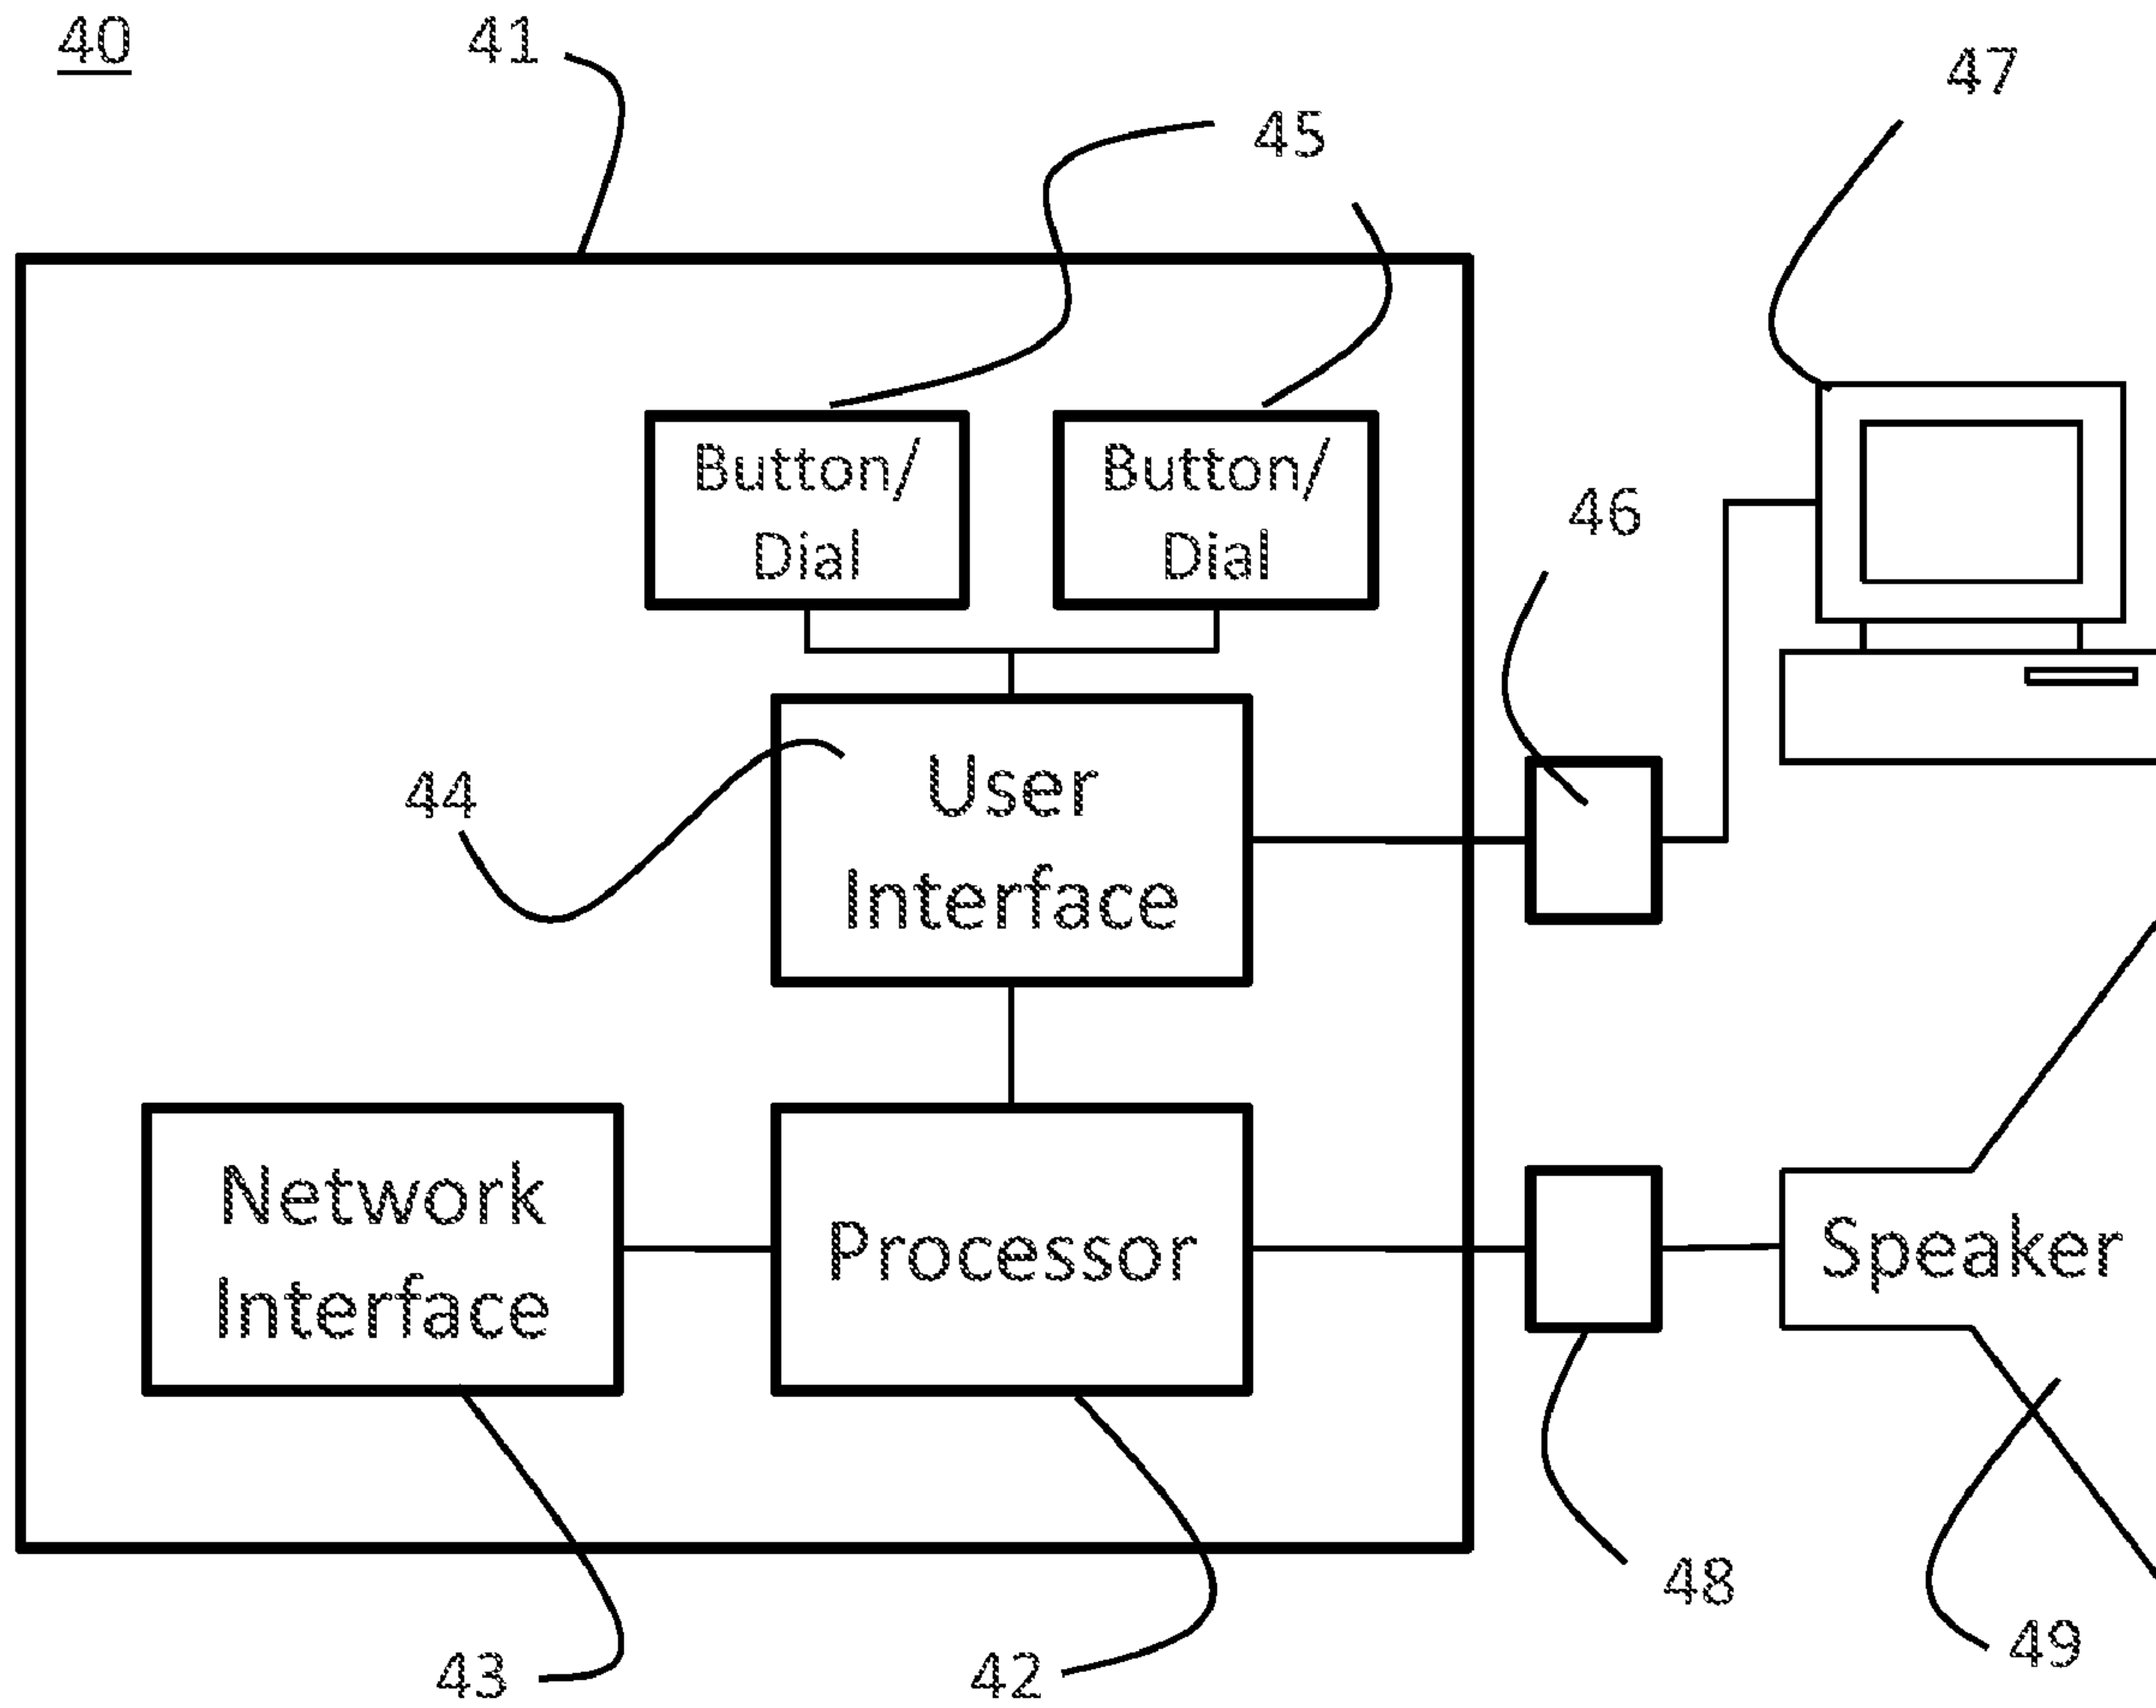 40
41
45
47
Button/
Dial
Button/
Dial
46
44
User
Interface
Network
Interface
Processor
Speaker
48
43
42
49